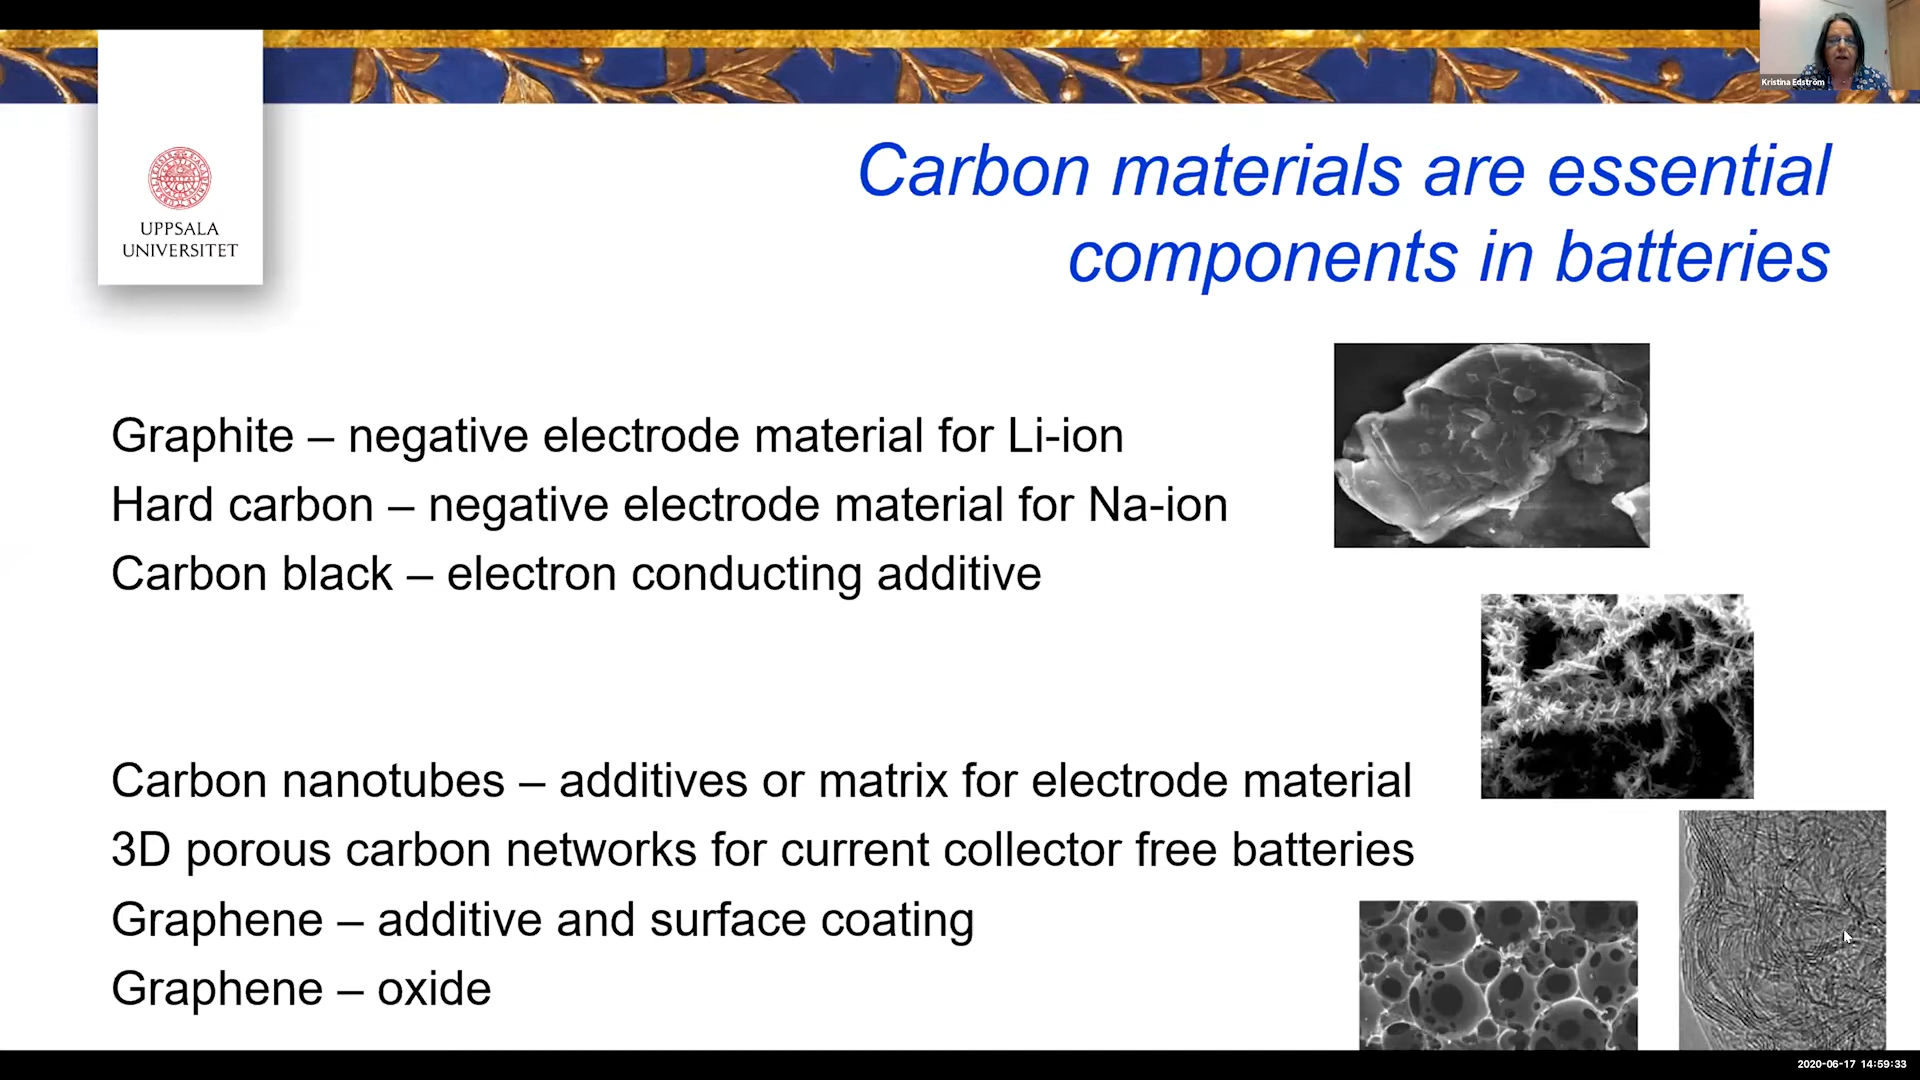 Kristina Edström
UPPSALA
UNIVERSITET
Carbon materials are essential
components in batteries
Graphite – negative electrode material for Li-ion
Hard carbon – negative electrode material for Na-ion
Carbon black – electron conducting additive
Carbon nanotubes – additives or matrix for electrode material
3D porous carbon networks for current collector free batteries
Graphene – additive and surface coating
Graphene – oxide
2020-06-17 14:59:33